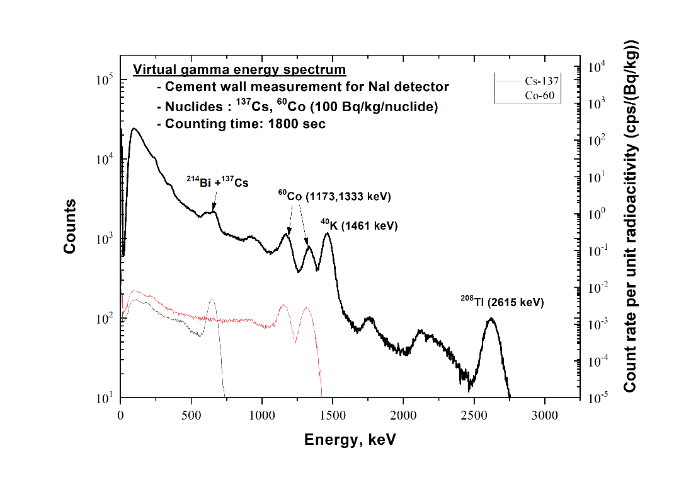 Virtual gamma energy spectrum
- Cement wall measurement for NaI detector
- Nuclides : ¹³⁷Cs, ⁶⁰Co (100 Bq/kg/nuclide)
- Counting time: 1800 sec
Cs-137
Co-60
²¹⁴Bi +¹³⁷Cs
⁶⁰Co (1173,1333 keV)
⁴⁰K (1461 keV)
²⁰⁸Tl (2615 keV)
Counts
10⁵
10⁴
10³
10²
10¹
Count rate per unit radioacitivity (cps/(Bq/kg))
10⁴
10³
10²
10¹
10⁰
10⁻¹
10⁻²
10⁻³
10⁻⁴
10⁻⁵
0 500 1000 1500 2000 2500 3000
Energy, keV